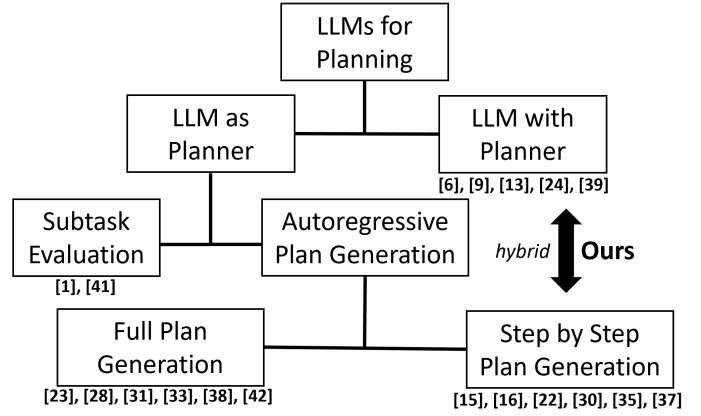 LLMs for
Planning
LLM as
Planner
LLM with
Planner
[6], [9], [13], [24], [39]
Subtask
Evaluation
[1], [41]
Autoregressive
Plan Generation
hybrid
Ours
Full Plan
Generation
[23], [28], [31], [33], [38], [42]
Step by Step
Plan Generation
[15], [16], [22], [30], [35], [37]